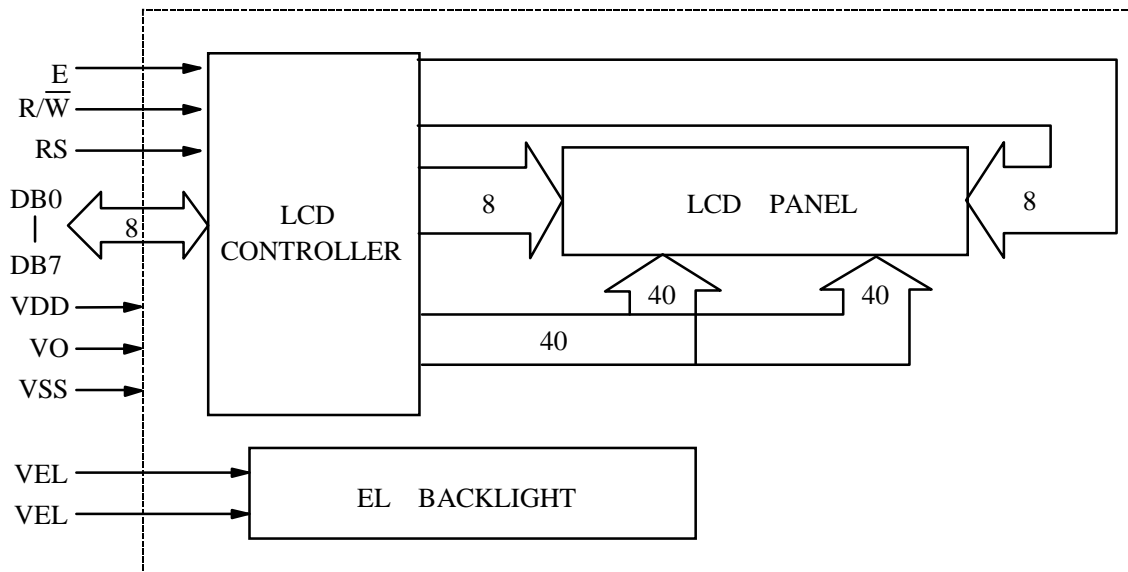 E
R/W̅
RS
DB0
DB7
8
VDD
VO
VSS
LCD
CONTROLLER
8
LCD PANEL
8
40
40
40
VEL
VEL
EL BACKLIGHT